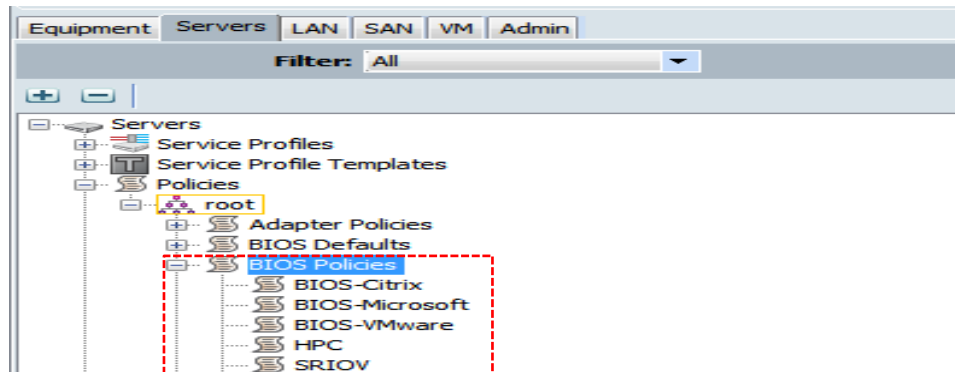 Equipment Servers LAN SAN VM Admin
Filter: All
Servers
Service Profiles
T Service Profile Templates
Policies
root
Adapter Policies
BIOS Defaults
BIOS Policies
BIOS-Citrix
BIOS-Microsoft
BIOS-VMware
HPC
SRIOV